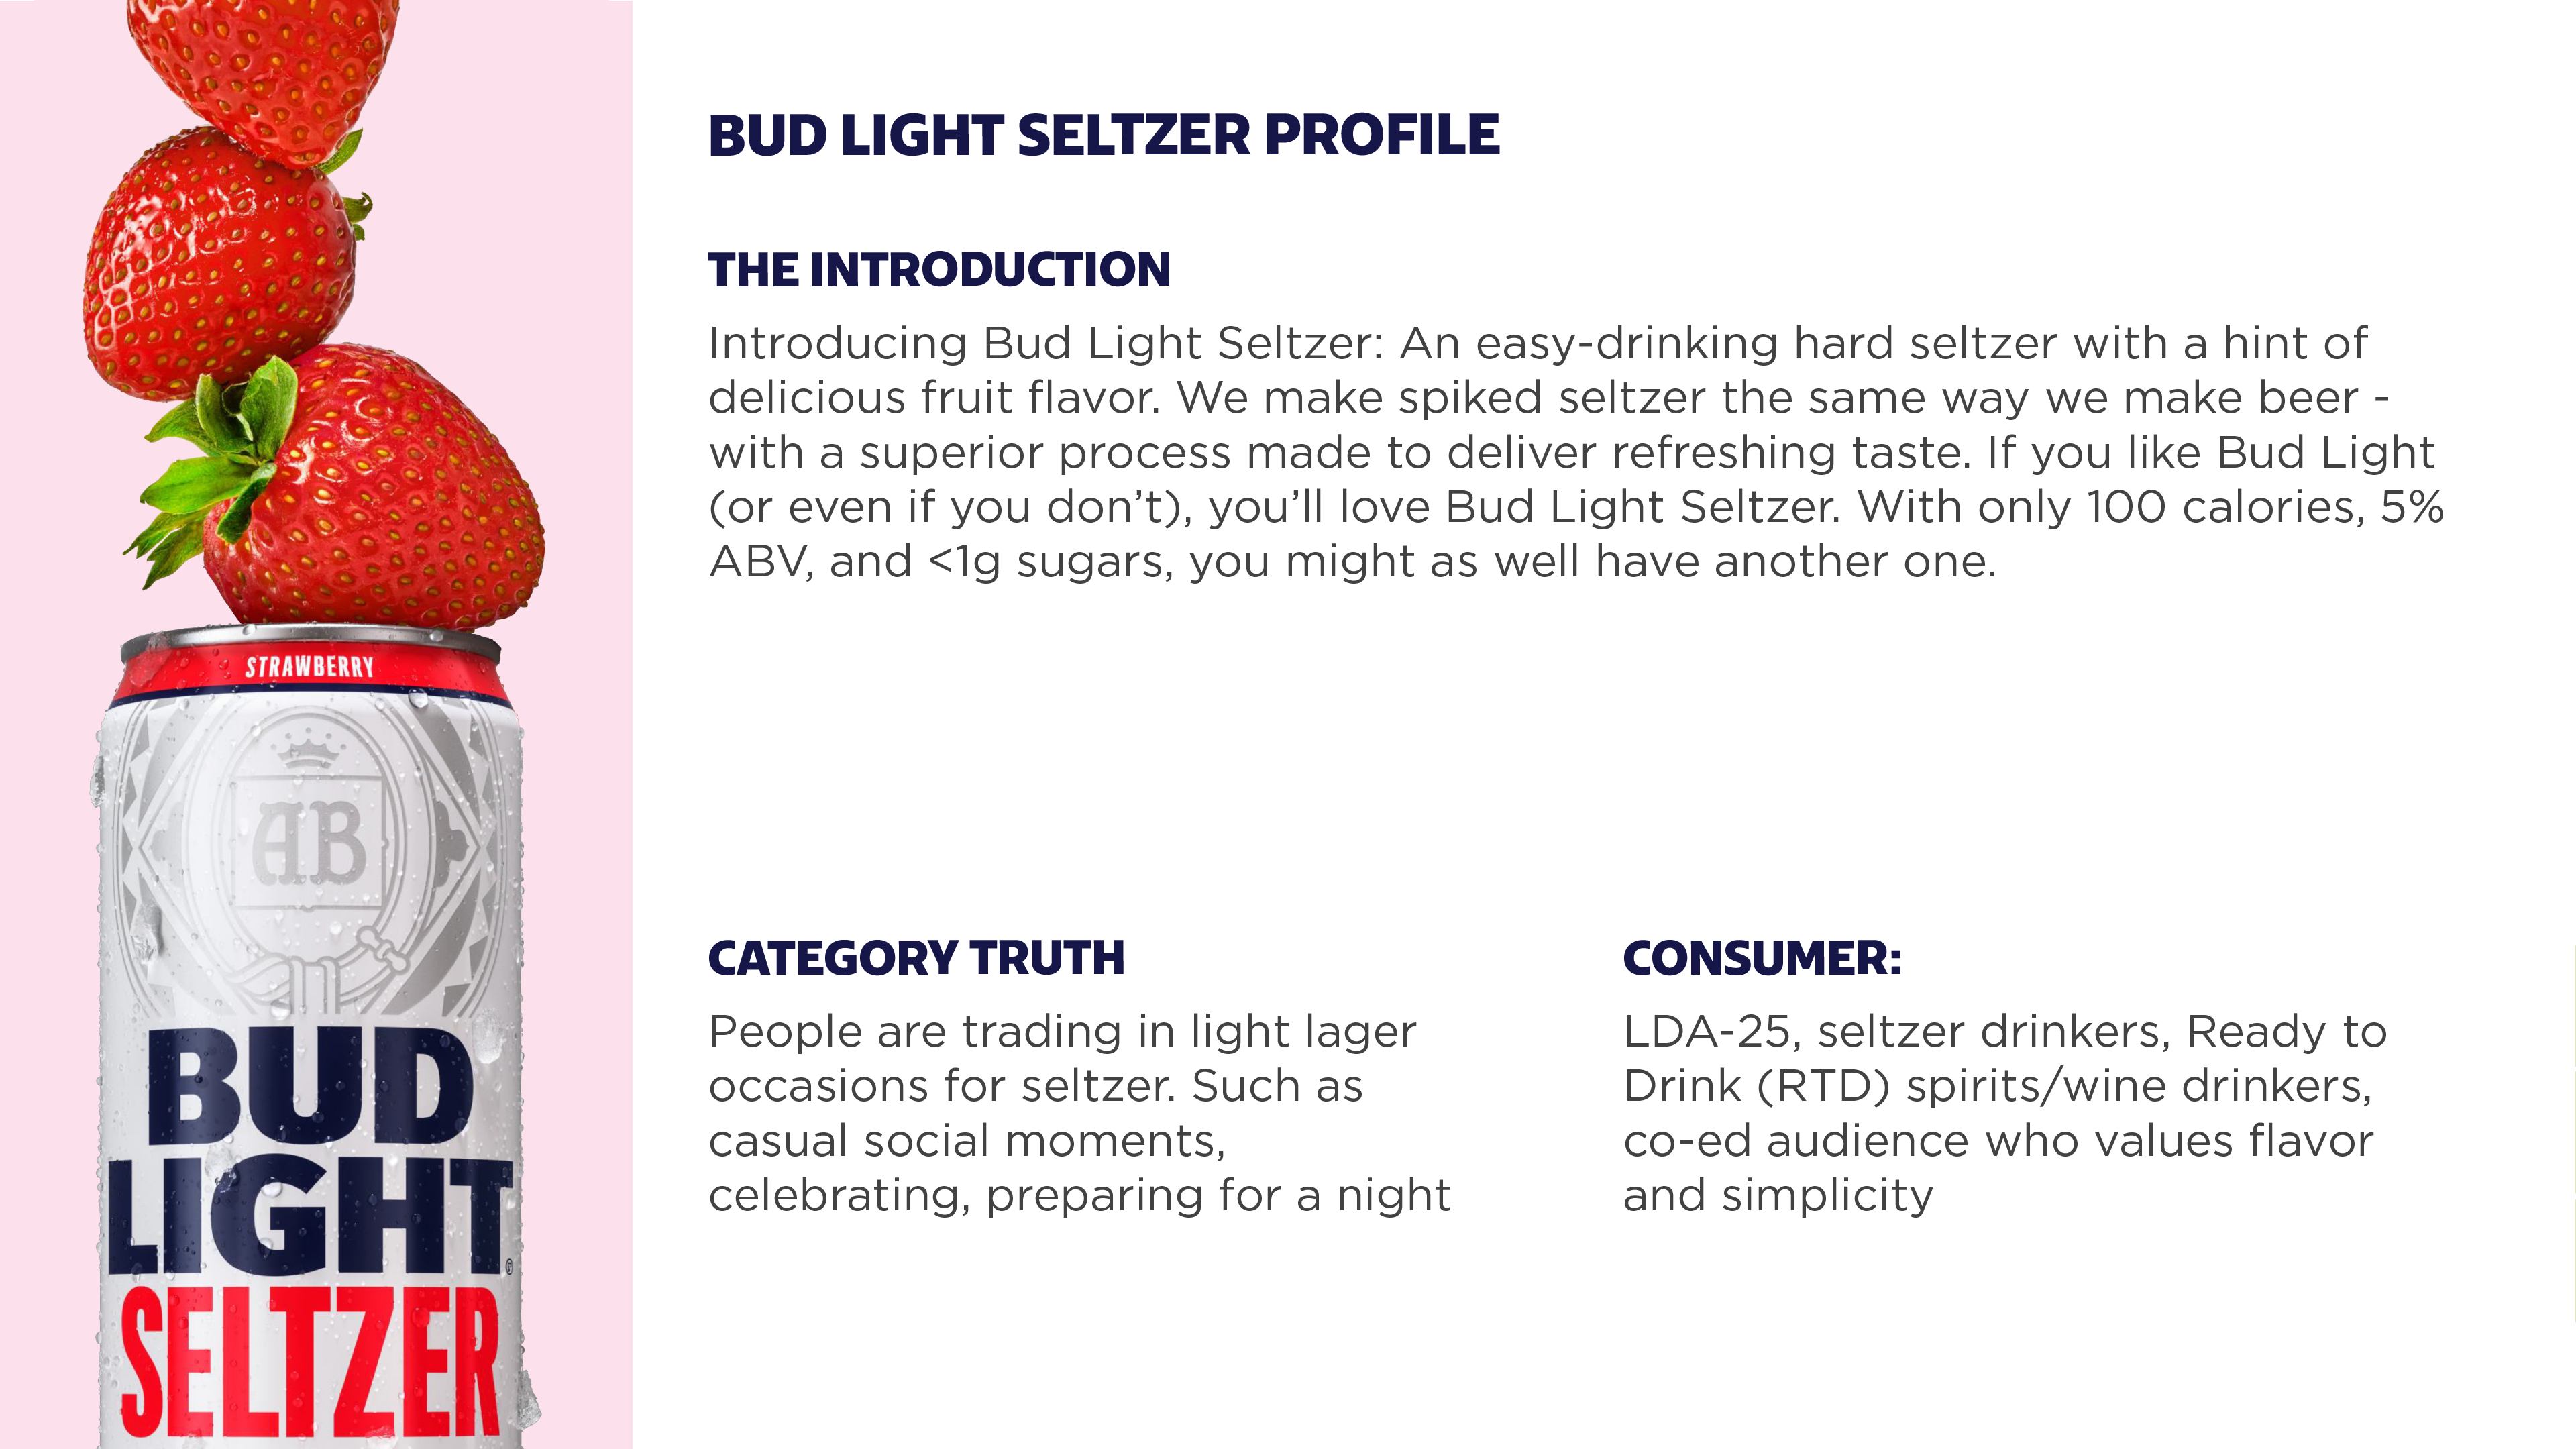 BUD LIGHT SELTZER PROFILE
THE INTRODUCTION
Introducing Bud Light Seltzer: An easy-drinking hard seltzer with a hint of
delicious fruit flavor. We make spiked seltzer the same way we make beer -
with a superior process made to deliver refreshing taste. If you like Bud Light
(or even if you don’t), you’ll love Bud Light Seltzer. With only 100 calories, 5%
ABV, and <1g sugars, you might as well have another one.
CATEGORY TRUTH
People are trading in light lager
occasions for seltzer. Such as
casual social moments,
celebrating, preparing for a night
CONSUMER:
LDA-25, seltzer drinkers, Ready to
Drink (RTD) spirits/wine drinkers,
co-ed audience who values flavor
and simplicity
STRAWBERRY
AB
BUD
LIGHT®
SELTZER